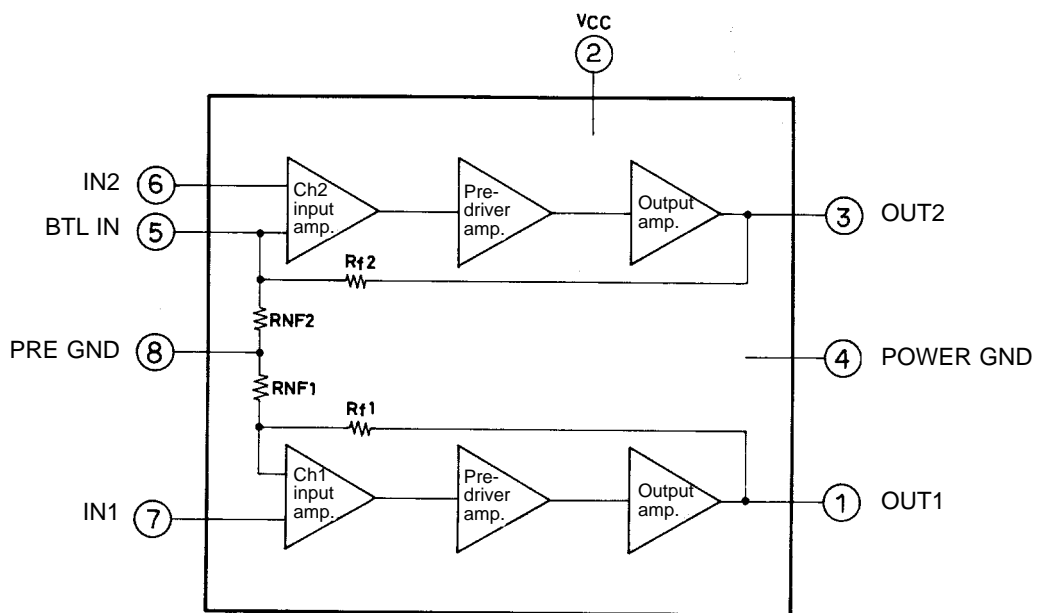 VCC
2
IN2 6
Ch2
input
amp.
Pre-
driver
amp.
Output
amp.
3 OUT2
BTL IN 5
Rf2
RNF2
PRE GND 8
4 POWER GND
RNF1
Rf1
Ch1
input
amp.
Pre-
driver
amp.
Output
amp.
1 OUT1
IN1 7